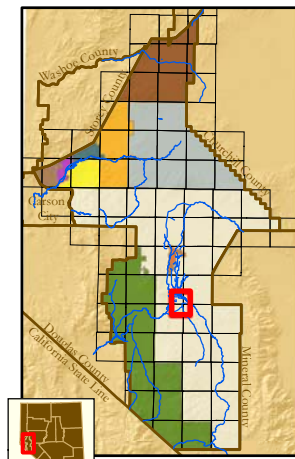 Washoe County
Storey County
Churchill County
Carson
City
Douglas County
California State Line
Mineral County